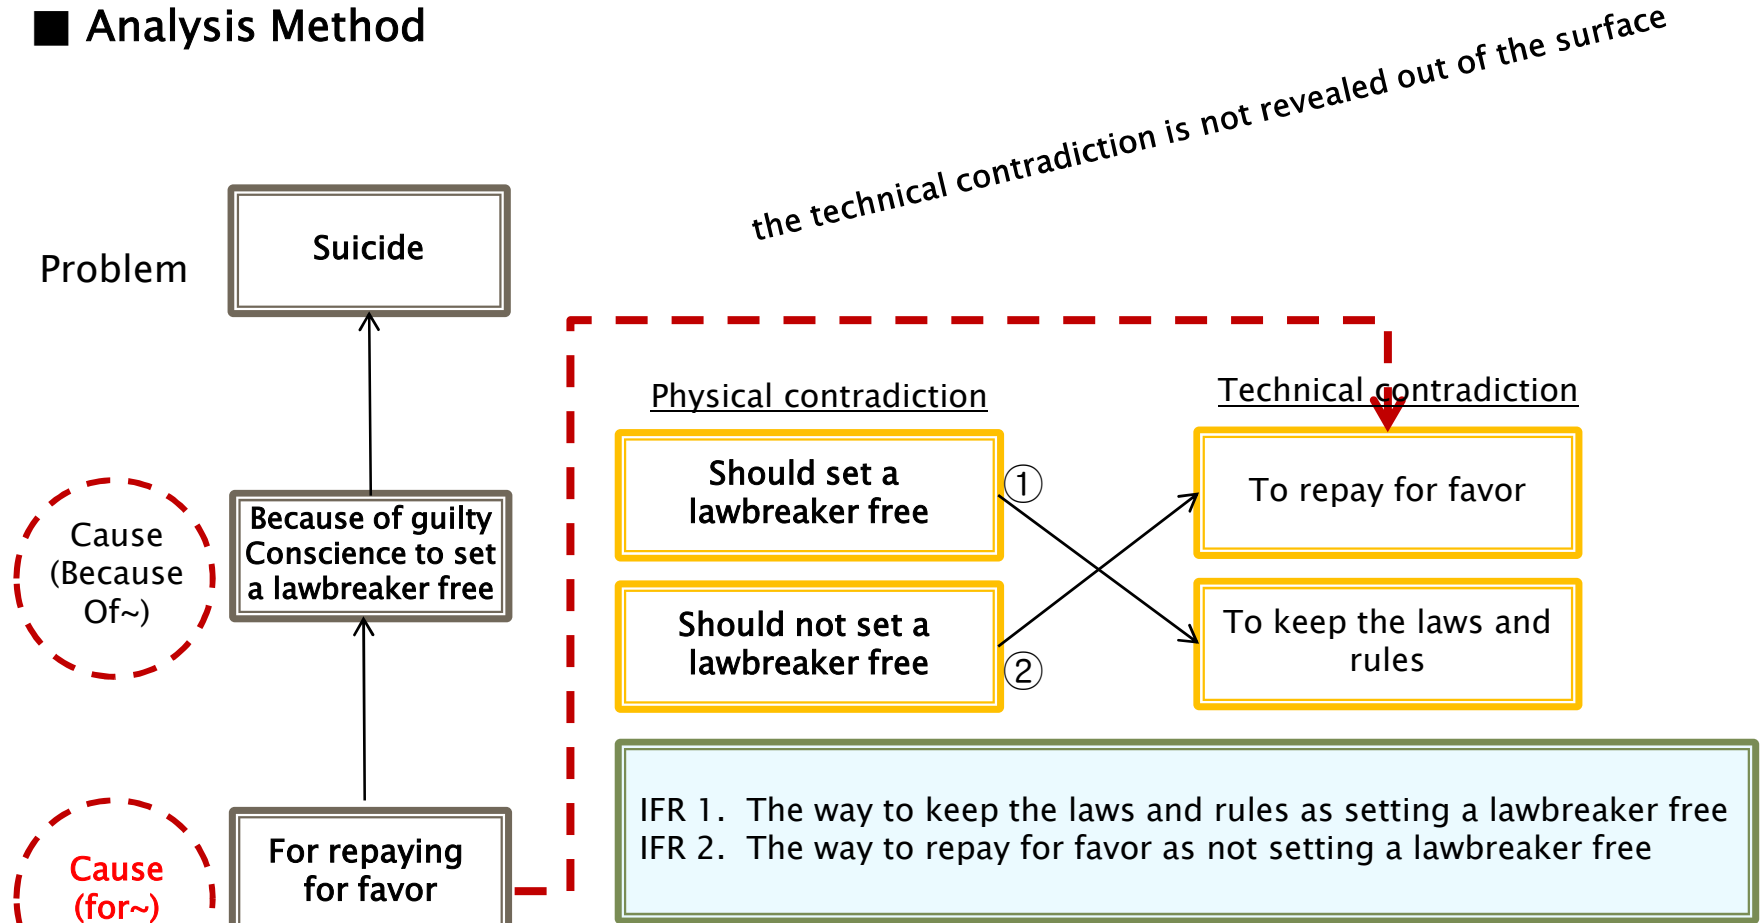 ■ Analysis Method
the technical contradiction is not revealed out of the surface
Problem
Suicide
Physical contradiction
Technical contradiction
Should set a
lawbreaker free
①
To repay for favor
Cause
(Because
Of~)
Because of guilty
Conscience to set
a lawbreaker free
Should not set a
lawbreaker free
②
To keep the laws and
rules
IFR 1. The way to keep the laws and rules as setting a lawbreaker free
IFR 2. The way to repay for favor as not setting a lawbreaker free
Cause
(for~)
For repaying
for favor